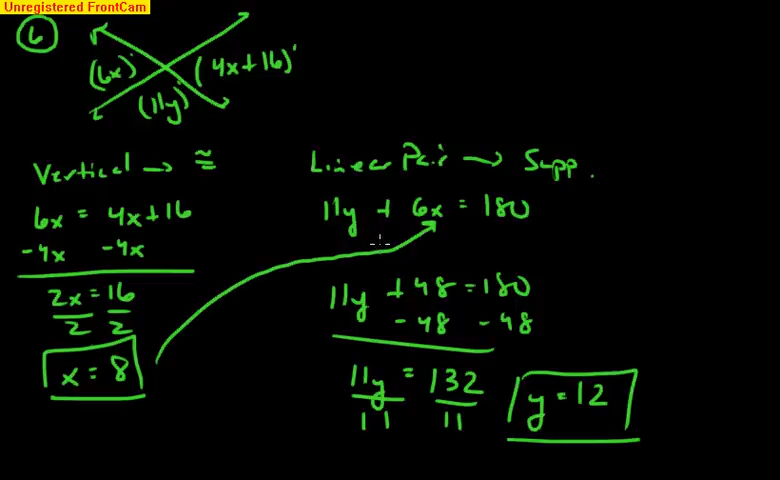 Unregistered FrontCam
6
(6x)° (4x+16)°
(11y)°
Vertical → ≅
6x = 4x+16
-4x -4x
2x = 16
2 2
x = 8
Linear Pair → Supp.
11y + 6x = 180
11y + 48 = 180
- 48 - 48
11y = 132
11 11
y = 12